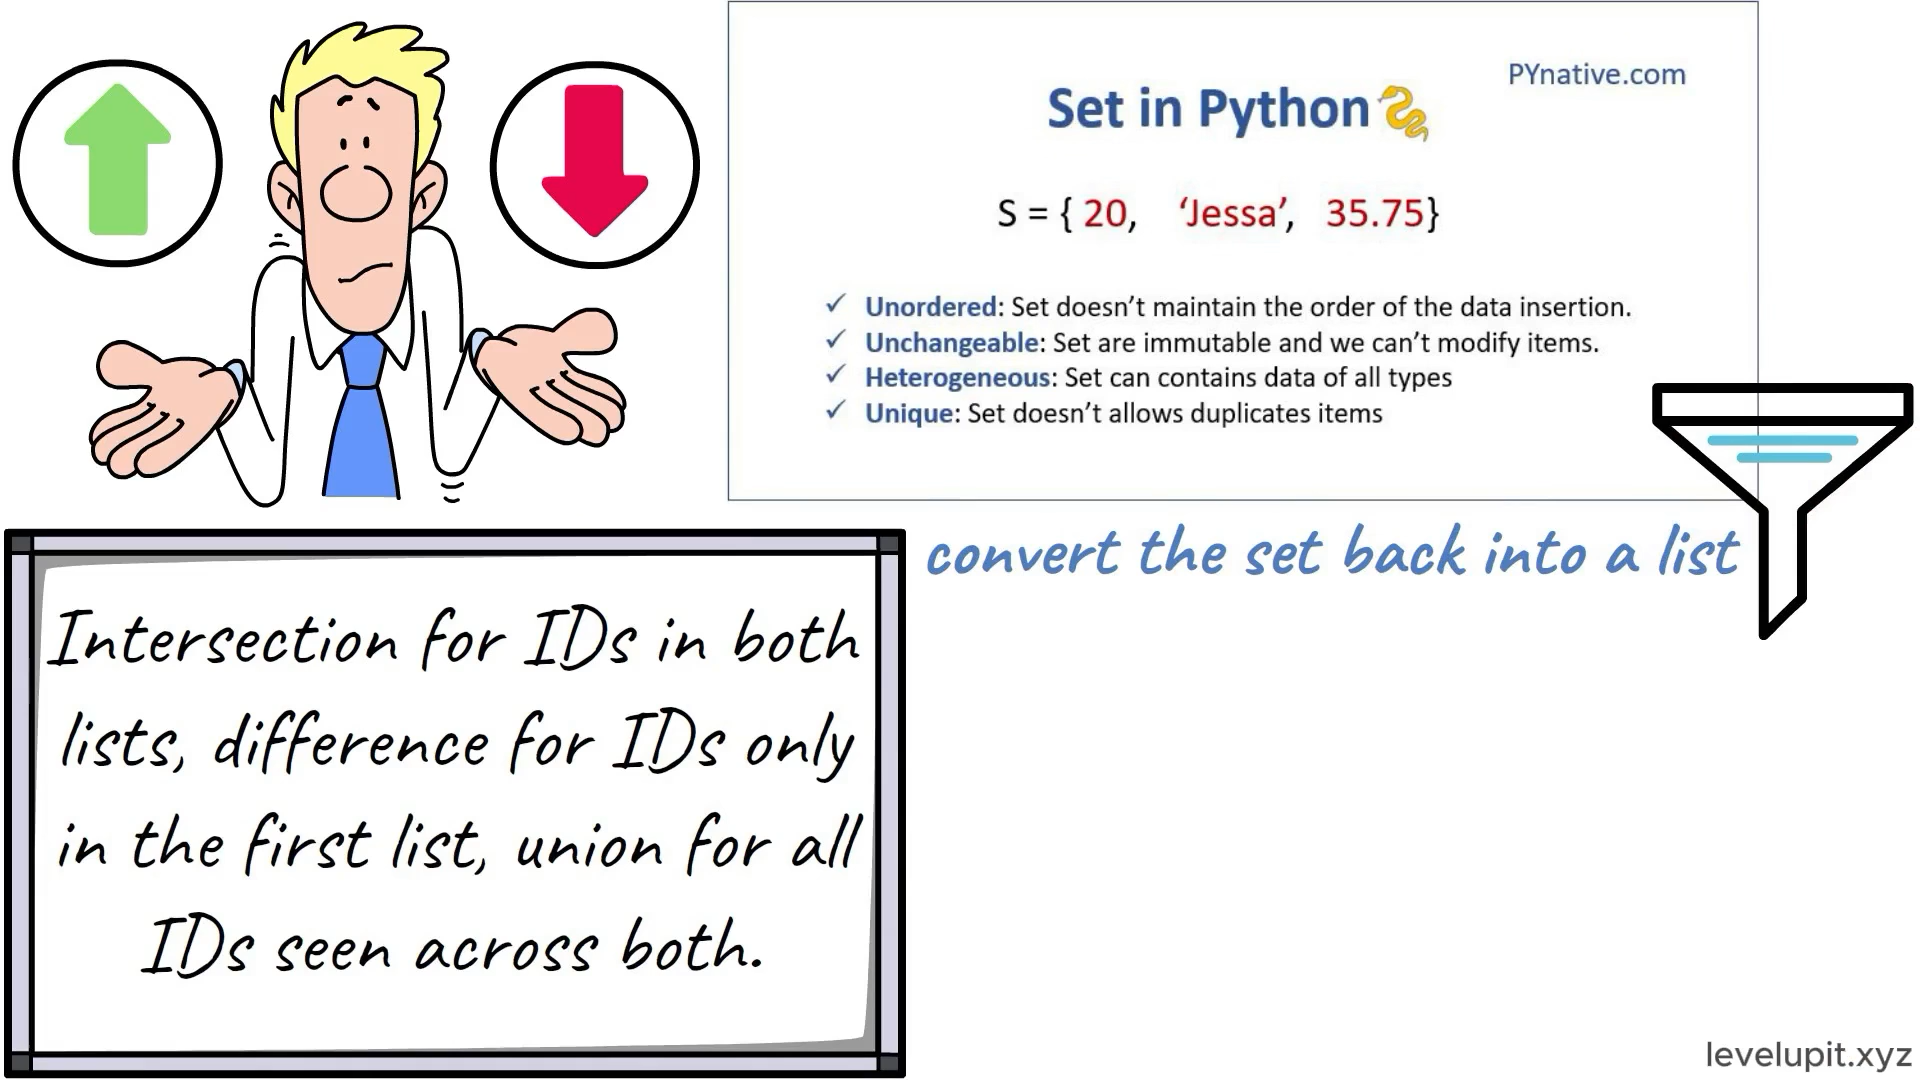 PYnative.com
Set in Python
S = { 20, ‘Jessa’, 35.75}
✓ Unordered: Set doesn’t maintain the order of the data insertion.
✓ Unchangeable: Set are immutable and we can’t modify items.
✓ Heterogeneous: Set can contains data of all types
✓ Unique: Set doesn’t allows duplicates items
convert the set back into a list
Intersection for IDs in both
lists, difference for IDs only
in the first list, union for all
IDs seen across both.
levelupit.xyz